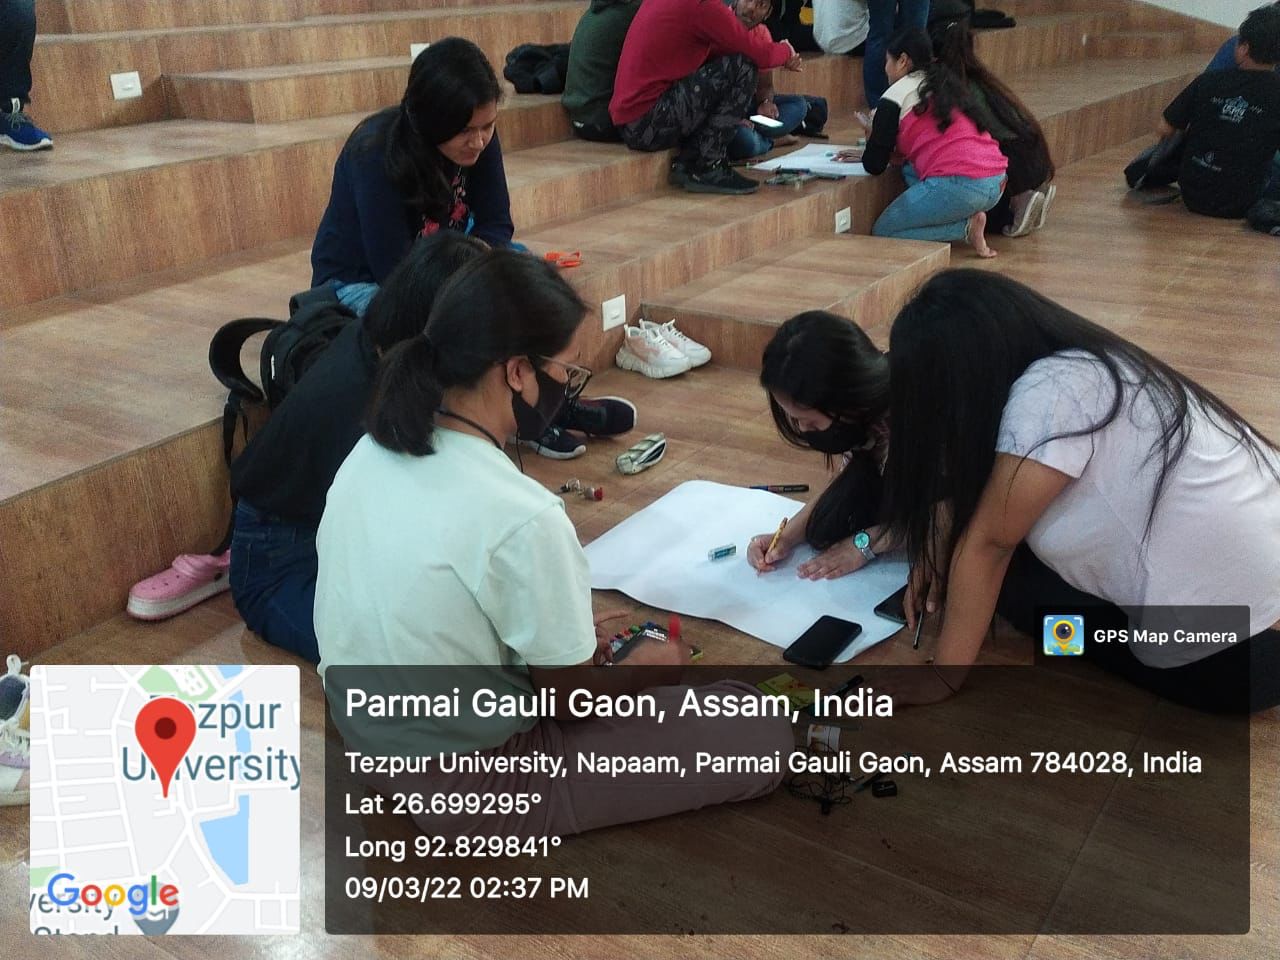 GPS Map Camera
Parmai Gauli Gaon, Assam, India
Tezpur University, Napaam, Parmai Gauli Gaon, Assam 784028, India
Lat 26.699295°
Long 92.829841°
09/03/22 02:37 PM
University
Google